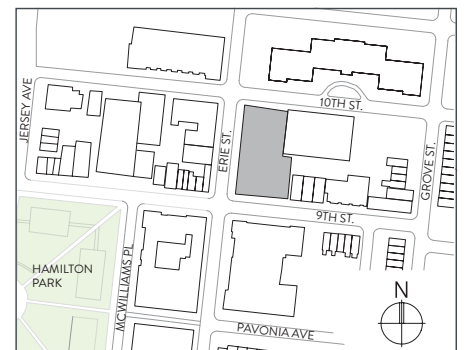 10TH ST.
JERSEY AVE
ERIE ST.
GROVE ST.
9TH ST.
HAMILTON
PARK
MCWILLIAMS PL
N
PAVONIA AVE